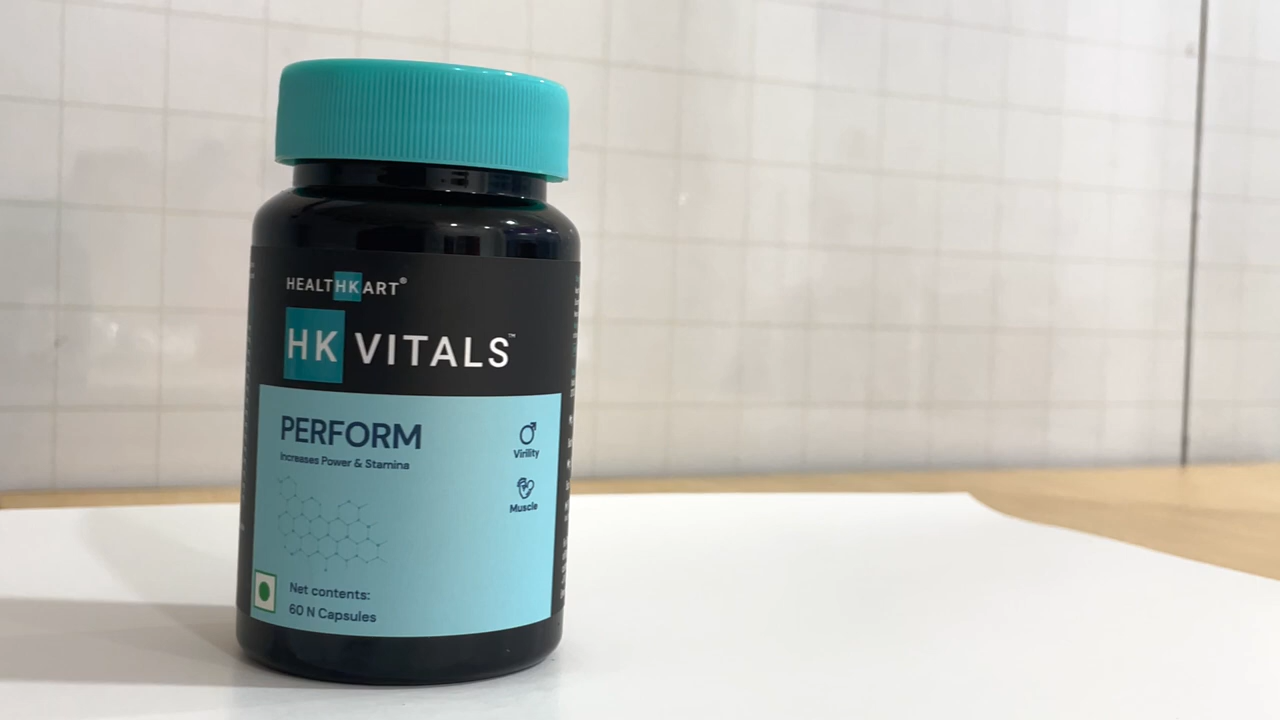 HEALTHKART®
HK VITALS™
PERFORM
Increases Power & Stamina
Virility
Muscle
Net contents:
60 N Capsules